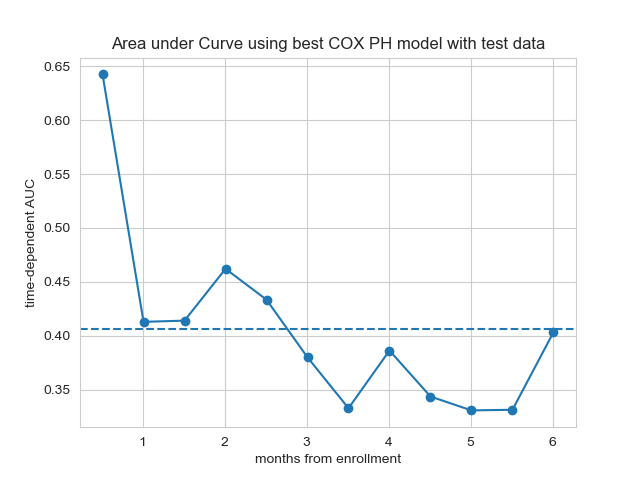 Area under Curve using best COX PH model with test data
time-dependent AUC
0.65
0.60
0.55
0.50
0.45
0.40
0.35
1 2 3 4 5 6
months from enrollment